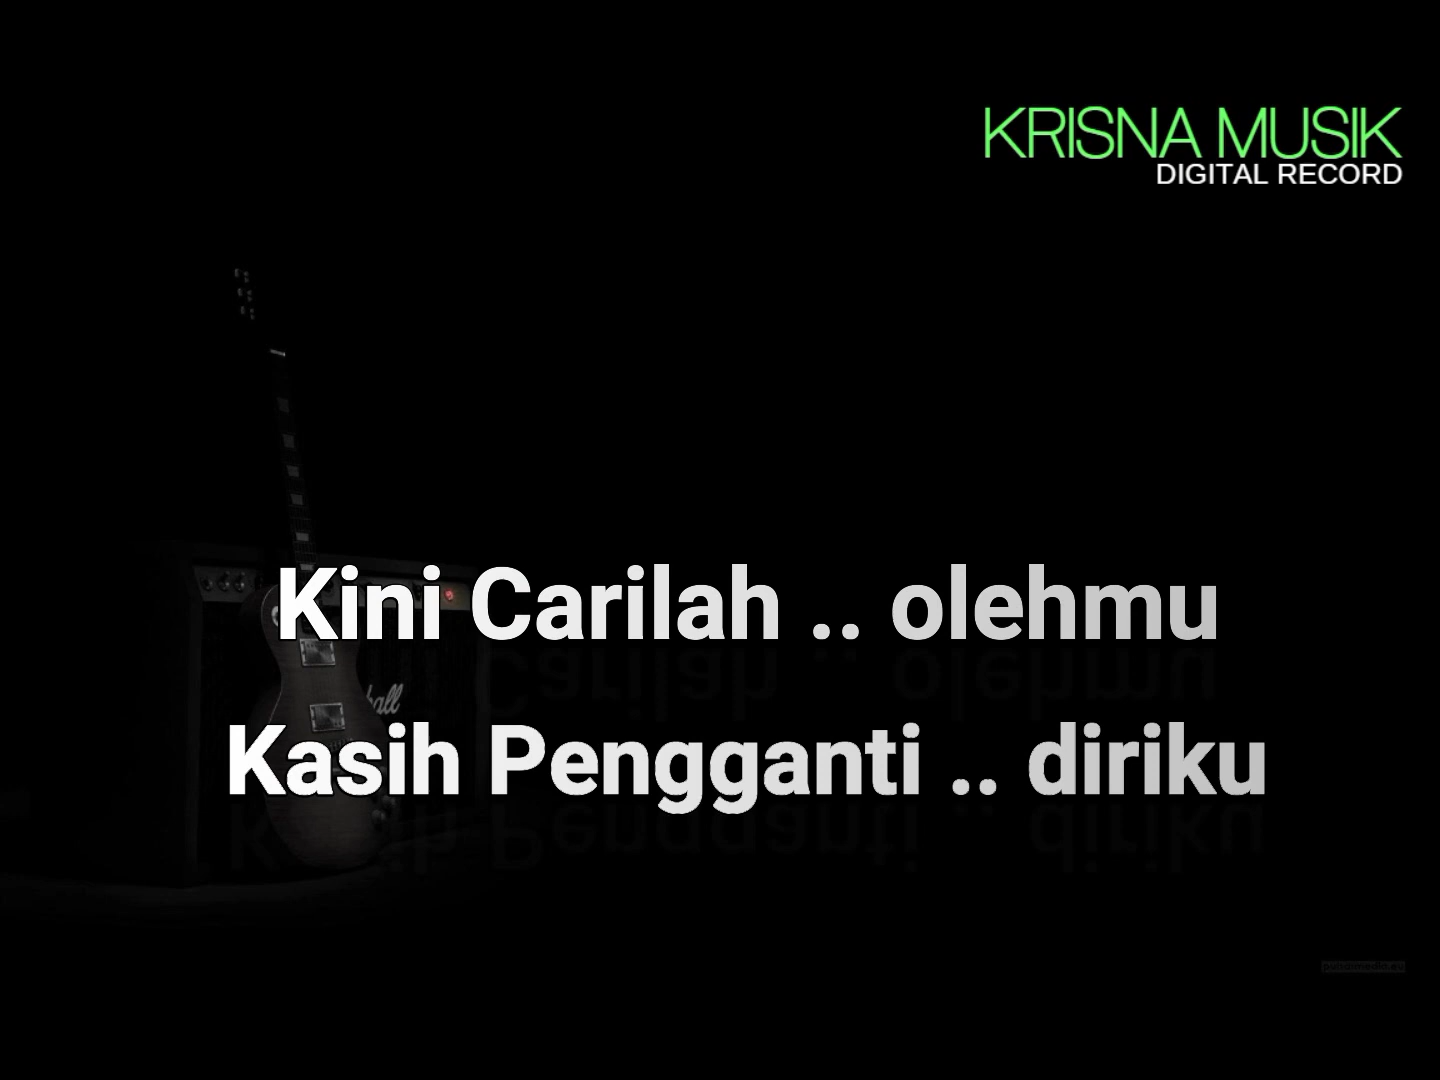 KRISNA MUSIK
DIGITAL RECORD
Kini Carilah .. olehmu
Kasih Pengganti .. diriku